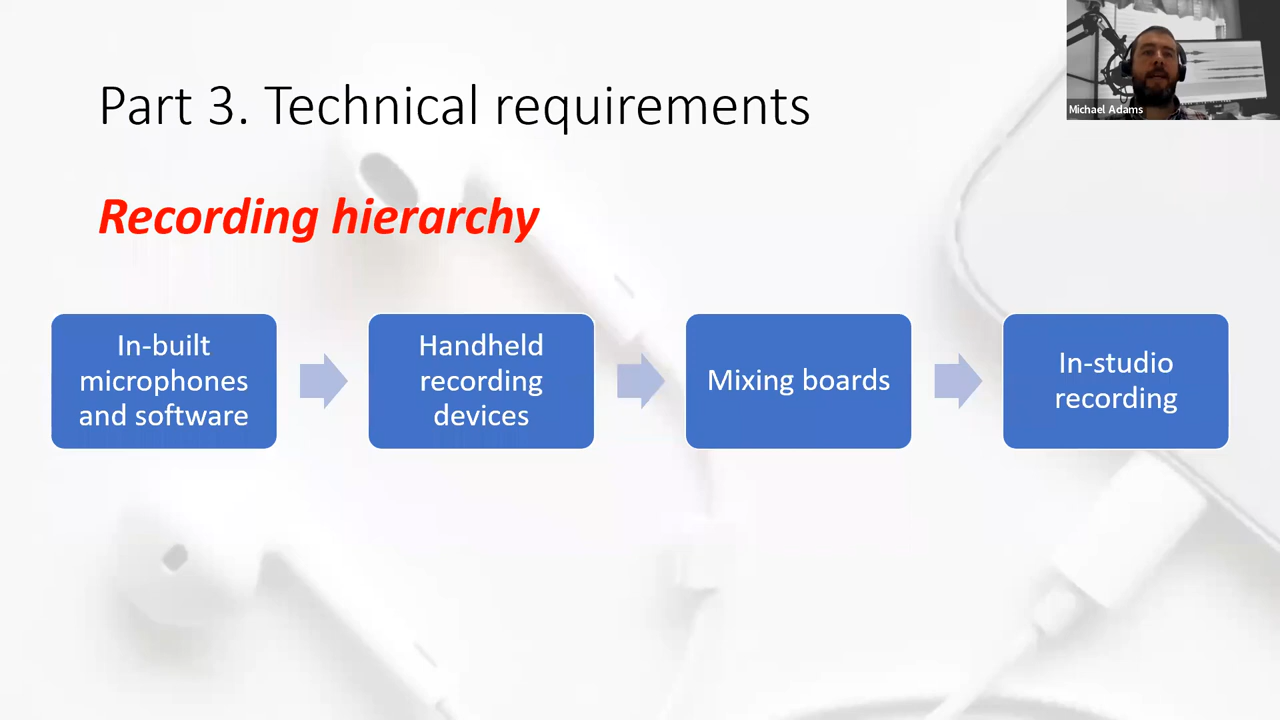 Part 3. Technical requirements
Michael Adams
Recording hierarchy
In-built
microphones
and software
Handheld
recording
devices
Mixing boards
In-studio
recording